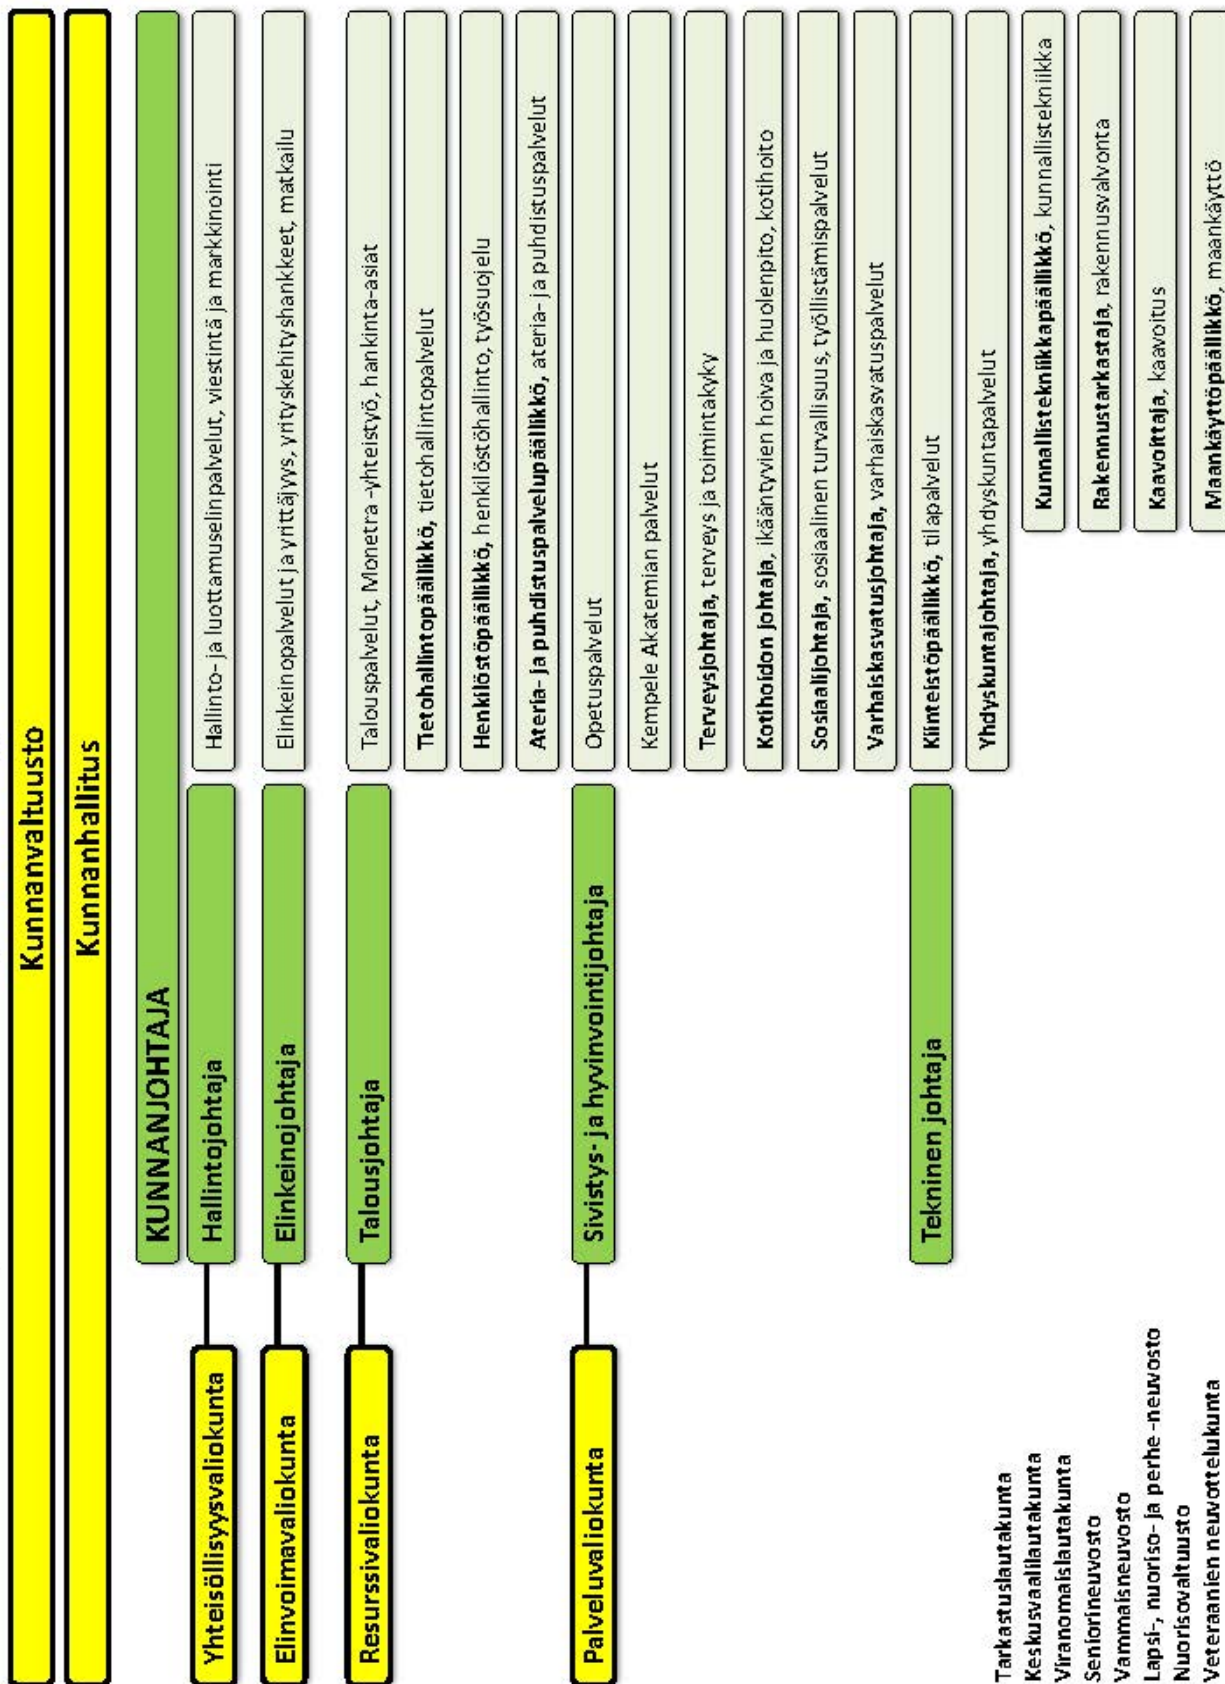 Kunnanvaltuusto
Kunnanhallitus
KUNNANJOHTAJA
Yhteisöllisyysvaliokunta
Hallintojohtaja
Hallinto- ja luottamuselinpalvelut, viestintä ja markkinointi
Elinvoimavaliokunta
Elinkeinojohtaja
Elinkeinopalvelut ja yrittäjyys, yrityskehityshankkeet, matkailu
Resurssivaliokunta
Talousjohtaja
Talouspalvelut, Monetra -yhteistyö, hankinta-asiat
Tietohallintopäällikkö, tietohallintopalvelut
Henkilöstöpäällikkö, henkilöstöhallinto, työsuojelu
Ateria- ja puhdistuspalvelupäällikkö, ateria- ja puhdistuspalvelut
Palveluvaliokunta
Sivistys- ja hyvinvointijohtaja
Opetuspalvelut
Kempele Akatemian palvelut
Terveysjohtaja, terveys ja toimintakyky
Kotihoidon johtaja, ikääntyvien hoiva ja huolenpito, kotihoito
Sosiaalijohtaja, sosiaalinen turvallisuus, työllistämispalvelut
Varhaiskasvatusjohtaja, varhaiskasvatuspalvelut
Tekninen johtaja
Kiinteistöpäällikkö, tilapalvelut
Yhdyskuntajohtaja, yhdyskuntapalvelut
Kunnallistekniikkapäällikkö, kunnallistekniikka
Rakennustarkastaja, rakennusvalvonta
Kaavoittaja, kaavoitus
Maankäyttöpäällikkö, maankäyttö
Tarkastuslautakunta
Keskusvaalilautakunta
Viranomaislautakunta
Seniorineuvosto
Vammaisneuvosto
Lapsi-, nuoriso- ja perhe -neuvosto
Nuorisovaltuusto
Veteraanien neuvottelukunta